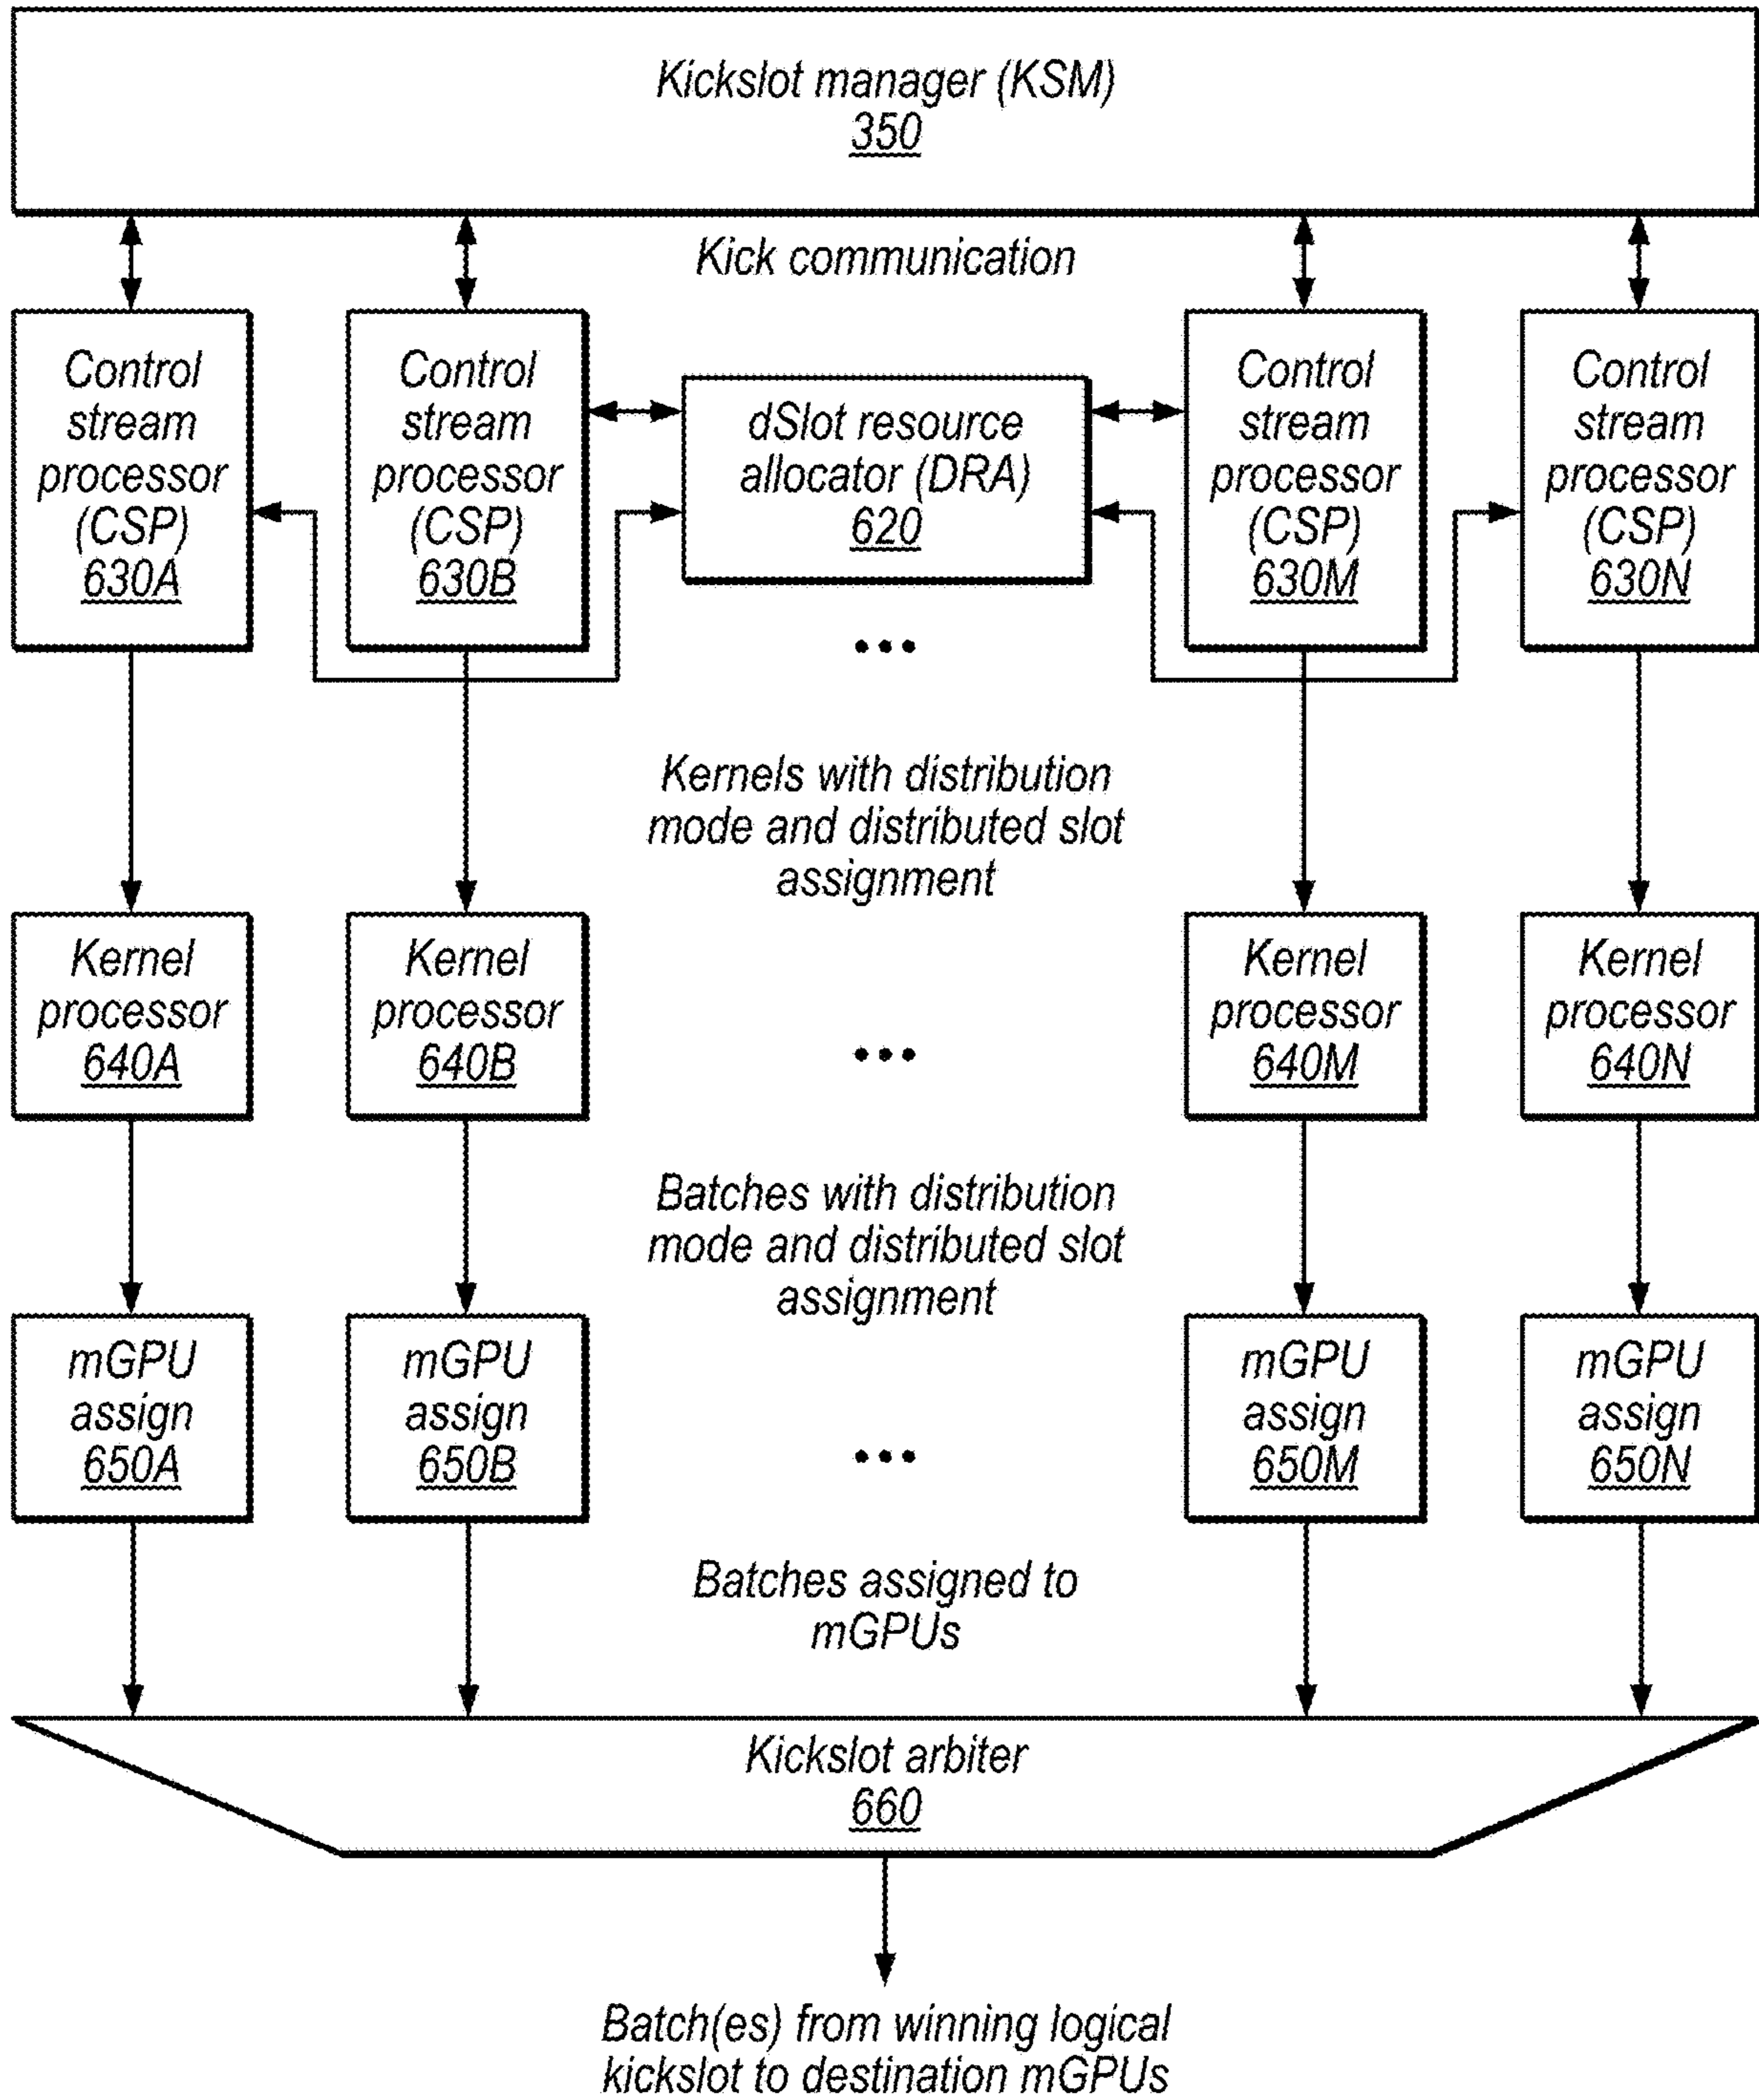 Kickslot manager (KSM)
350
Kick communication
Control
stream
processor
(CSP)
630A
Control
stream
processor
(CSP)
630B
dSlot resource
allocator (DRA)
620
Control
stream
processor
(CSP)
630M
Control
stream
processor
(CSP)
630N
...
Kernels with distribution
mode and distributed slot
assignment
Kernel
processor
640A
Kernel
processor
640B
...
Kernel
processor
640M
Kernel
processor
640N
Batches with distribution
mode and distributed slot
assignment
mGPU
assign
650A
mGPU
assign
650B
...
mGPU
assign
650M
mGPU
assign
650N
Batches assigned to
mGPUs
Kickslot arbiter
660
Batch(es) from winning logical
kickslot to destination mGPUs